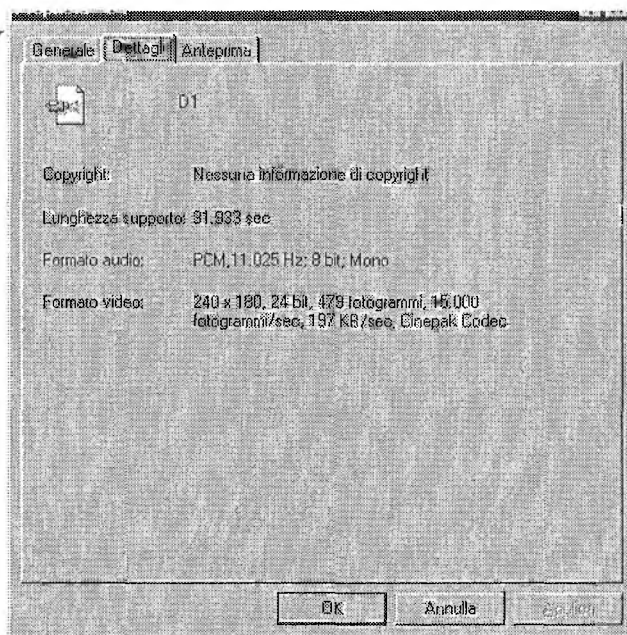 Generale Dettagli Anteprima
D1
Copyright: Nessuna informazione di copyright
Lunghezza supporto: 31.933 sec
Formato audio: PCM,11.025 Hz; 8 bit; Mono
Formato video: 240 x 180, 24 bit, 479 fotogrammi, 15.000
fotogrammi/sec, 197 KB/sec, Cinepak Codec
OK Annulla Applica